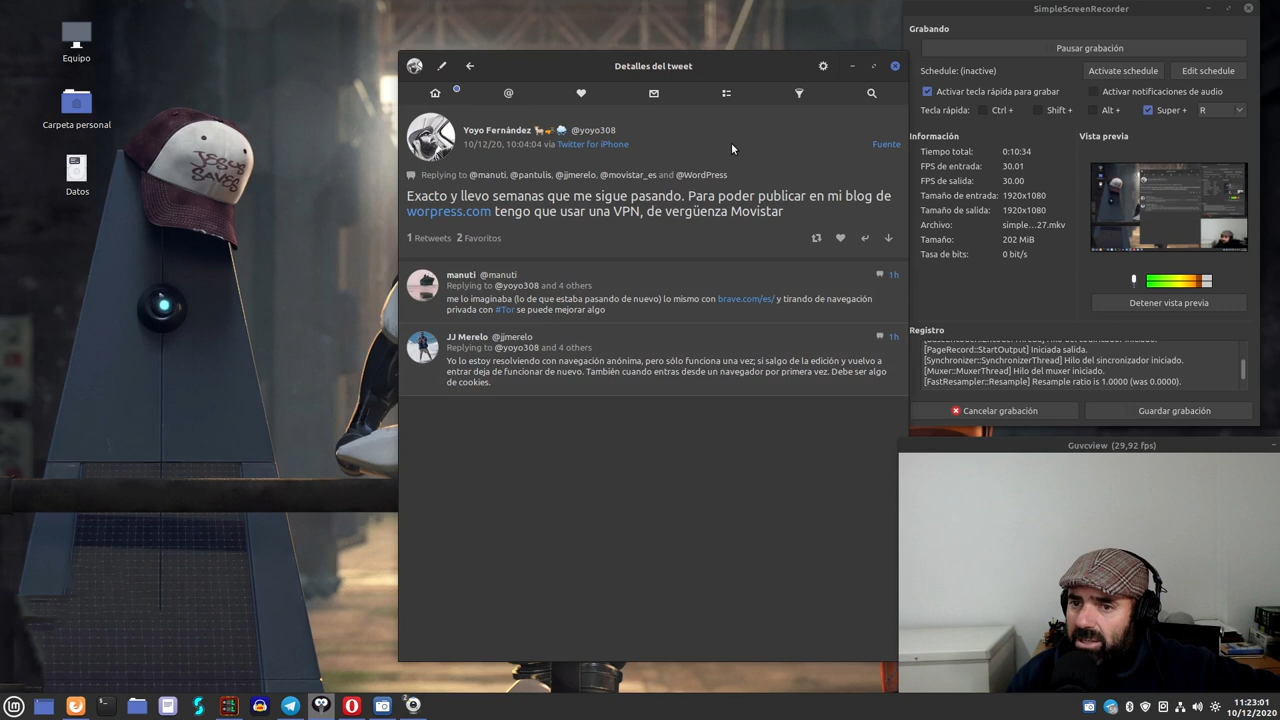 Equipo
Carpeta personal
Datos
JESUS
SAVES
Detalles del tweet
Yoyo Fernández @yoyo308
10/12/20, 10:04:04 via Twitter for iPhone
Fuente
Replying to @manuti, @pantulis, @jjmerelo, @movistar_es and @WordPress
Exacto y llevo semanas que me sigue pasando. Para poder publicar en mi blog de
worpress.com tengo que usar una VPN, de vergüenza Movistar
1 Retweets 2 Favoritos
manuti @manuti
1h
Replying to @yoyo308 and 4 others
me lo imaginaba (lo de que estaba pasando de nuevo) lo mismo con brave.com/es/ y tirando de navegación
privada con #Tor se puede mejorar algo
JJ Merelo @jjmerelo
1h
Replying to @yoyo308 and 4 others
Yo lo estoy resolviendo con navegación anónima, pero sólo funciona una vez; si salgo de la edición y vuelvo a
entrar deja de funcionar de nuevo. También cuando entras desde un navegador por primera vez. Debe ser algo
de cookies.
SimpleScreenRecorder
Grabando
Pausar grabación
Schedule: (inactive)
Activate schedule
Edit schedule
Activar tecla rápida para grabar
Activar notificaciones de audio
Tecla rápida:
Ctrl +
Shift +
Alt +
Super +
R
Información
Tiempo total: 0:10:34
FPS de entrada: 30.01
FPS de salida: 30.00
Tamaño de entrada: 1920x1080
Tamaño de salida: 1920x1080
Archivo: simple...27.mkv
Tamaño: 202 MiB
Tasa de bits: 0 bit/s
Vista previa
Detener vista previa
Registro
[PageRecord::StartOutput] Iniciada salida.
[Synchronizer::SynchronizerThread] Hilo del sincronizador iniciado.
[Muxer::MuxerThread] Hilo del muxer iniciado.
[FastResampler::Resample] Resample ratio is 1.0000 (was 0.0000).
Cancelar grabación
Guardar grabación
Guvcview (29,92 fps)
11:23:01
10/12/2020